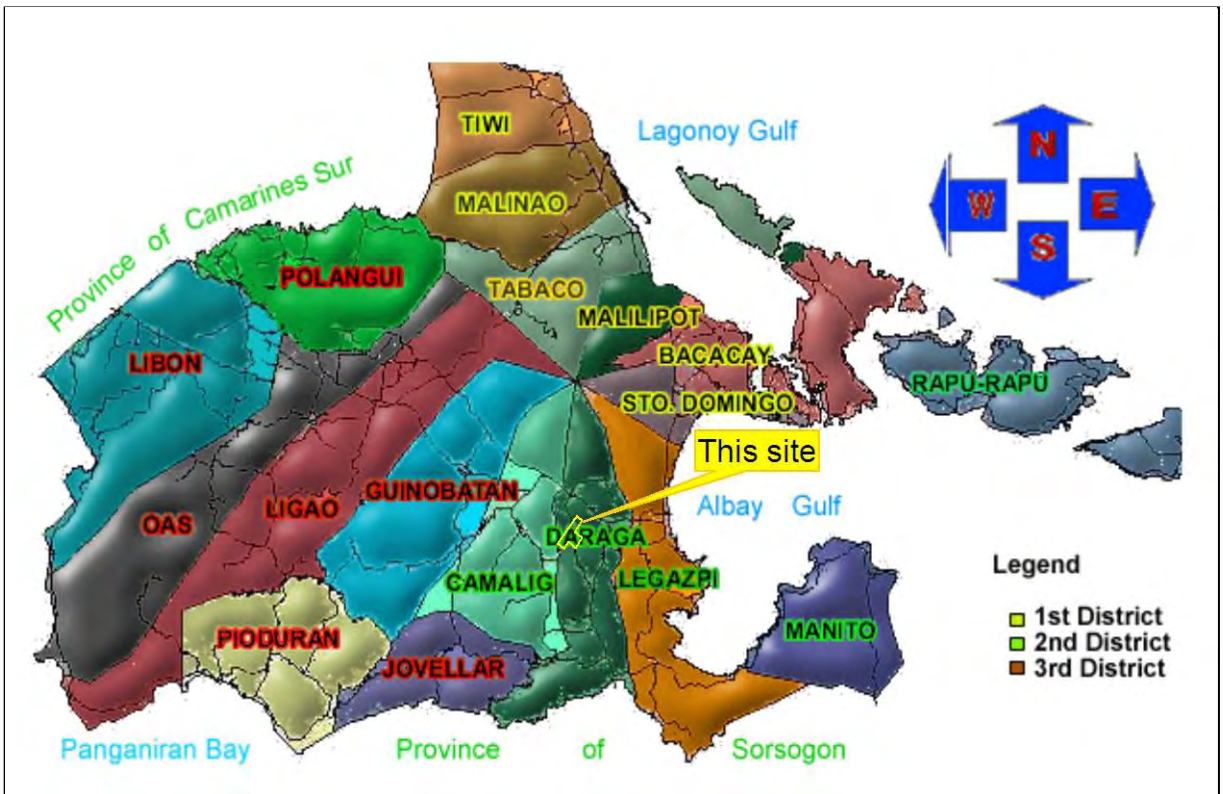 TIWI
Lagonoy Gulf
N
W E
S
MALINAO
Province of Camarines Sur
POLANGUI
TABACO
MALILIPOT
LIBON
BACACAY
RAPU-RAPU
STO. DOMINGO
This site
GUINOBATAN
LIGAO
OAS
Albay Gulf
DARAGA
CAMALIG
LEGAZPI
Legend
1st District
2nd District
3rd District
PIODURAN
JOVELLAR
MANITO
Panganiran Bay
Province of Sorsogon